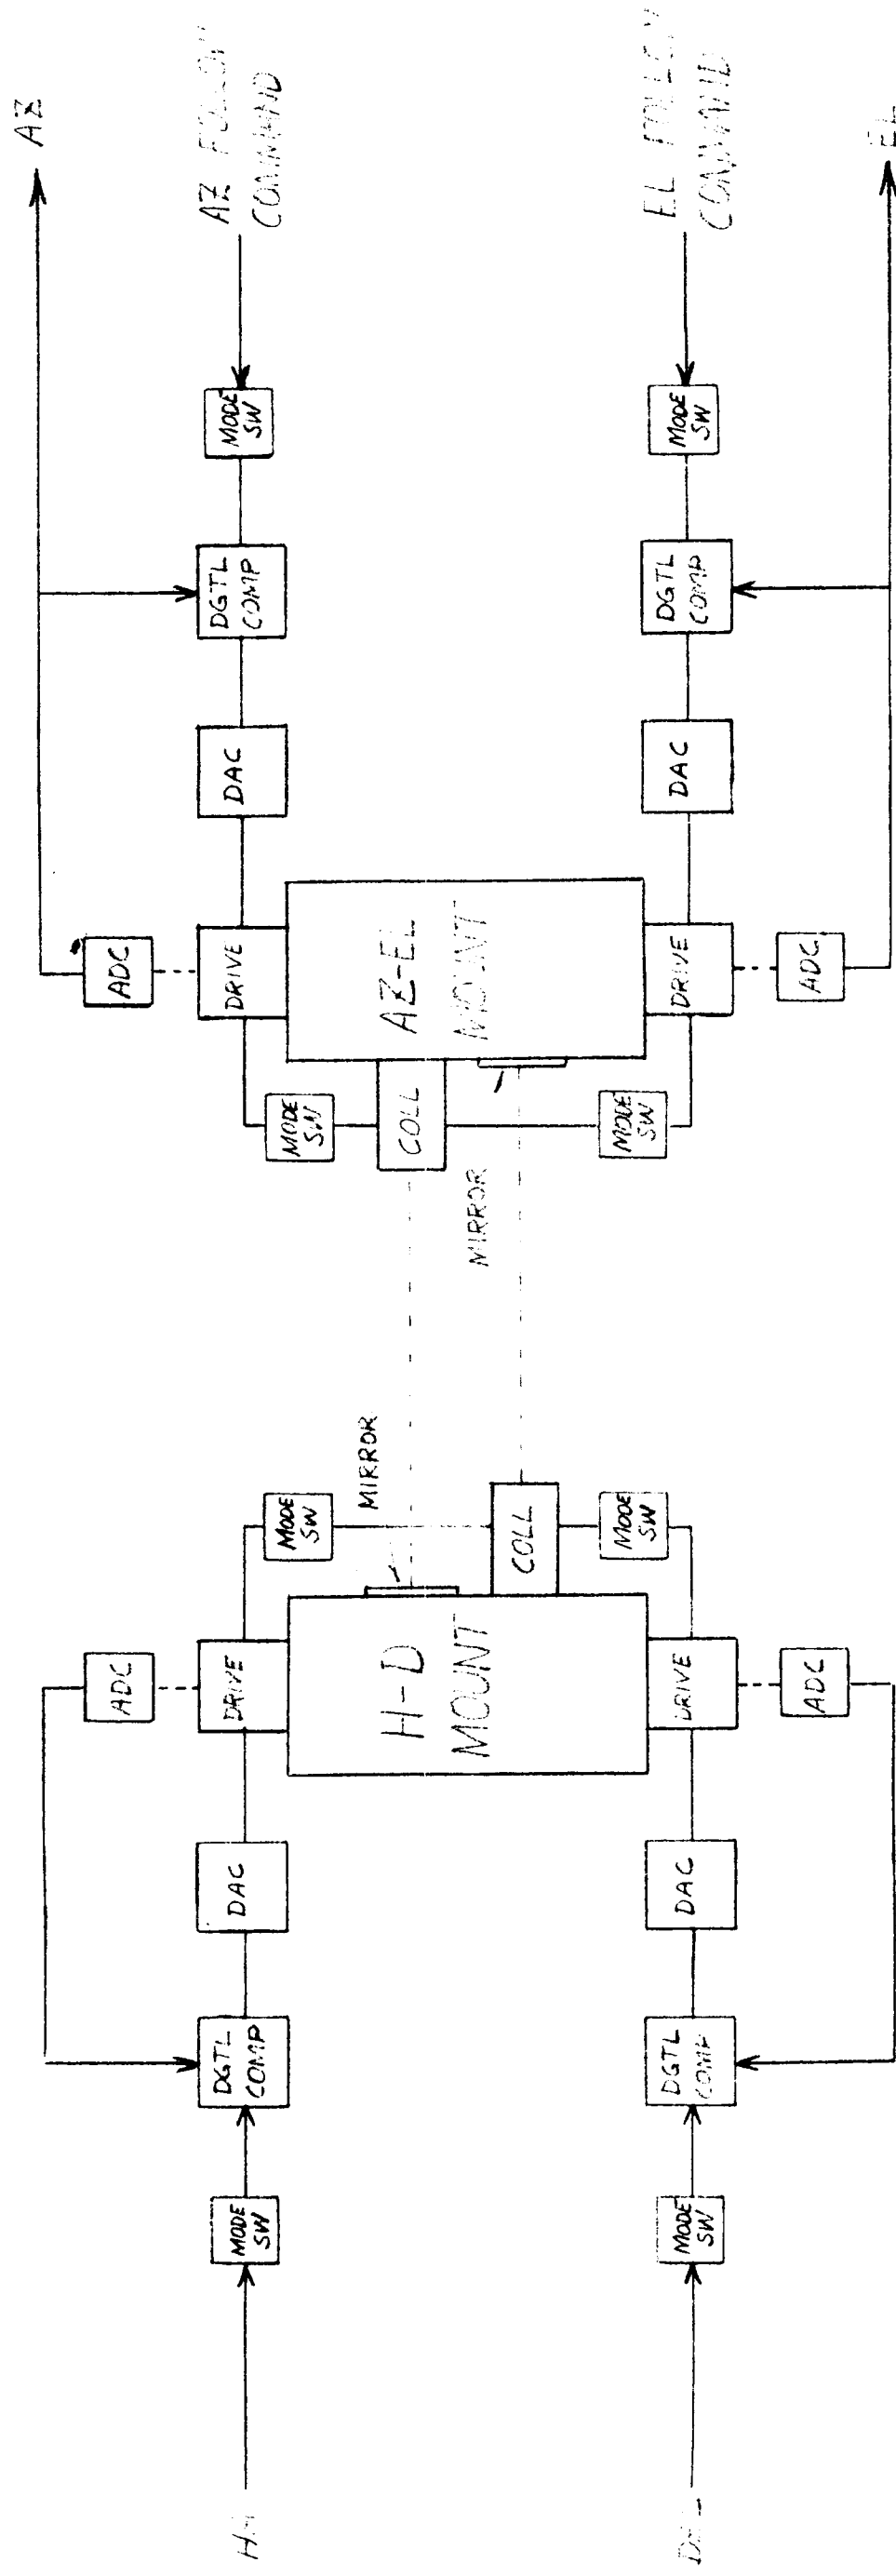 AZ
AZ FOLLOW
COMMAND
MODE
SW
DGTL
COMP
DAC
ADC
DRIVE
AZ-EL
MOUNT
MODE
SW
COLL
MIRROR
MODE
SW
DRIVE
ADC
DAC
DGTL
COMP
MODE
SW
EL FOLLOW
COMMAND
EL
MIRROR
MODE
SW
COLL
MODE
SW
ADC
DRIVE
H-D
MOUNT
DRIVE
ADC
DAC
DAC
DGTL
COMP
DGTL
COMP
MODE
SW
MODE
SW